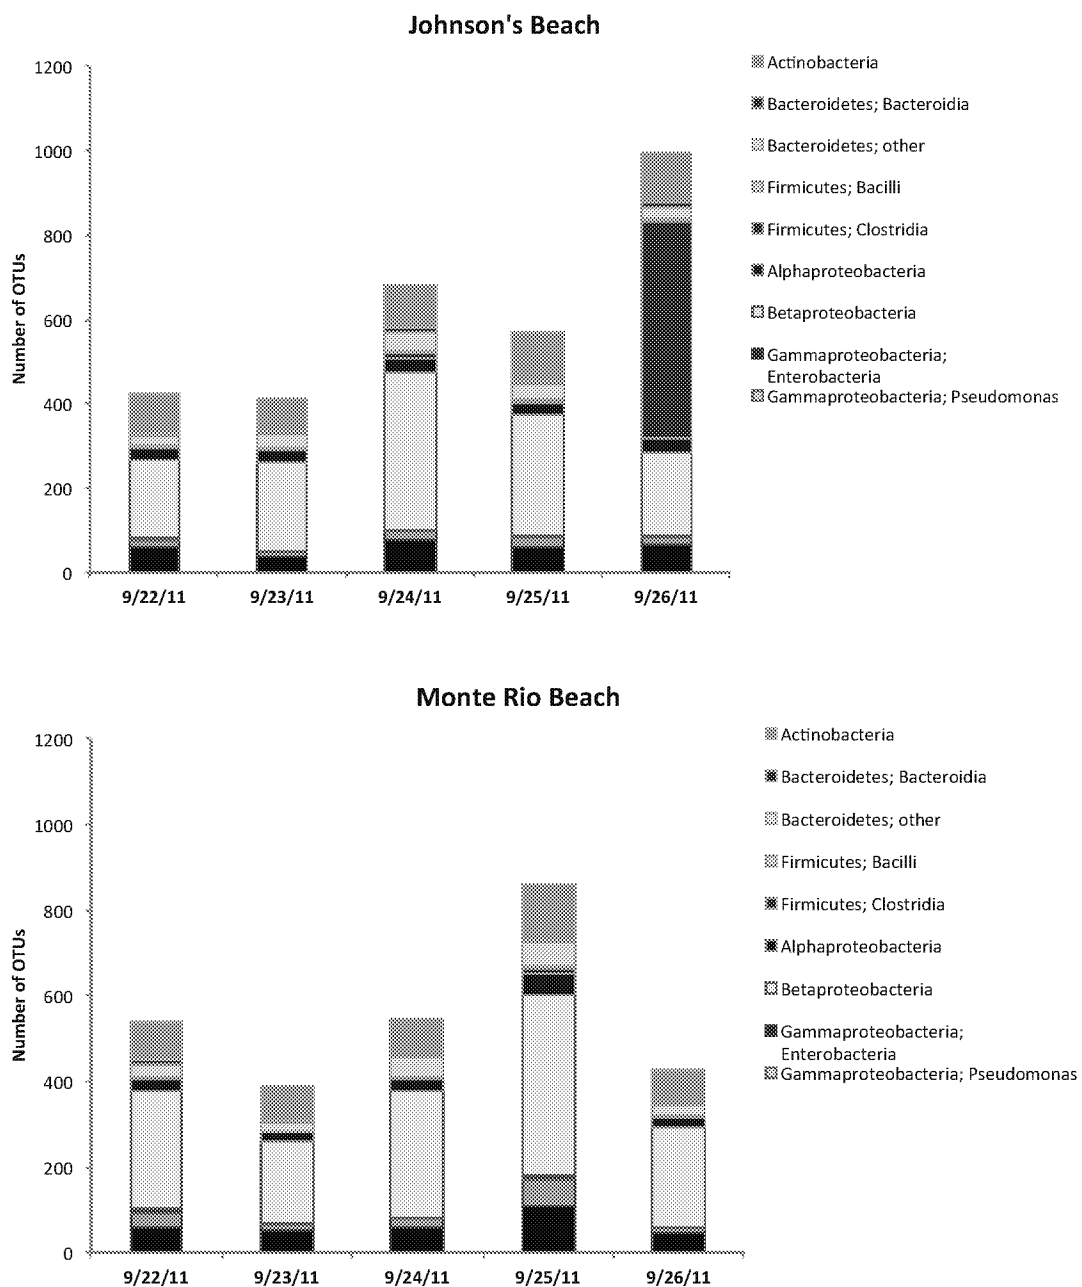 Johnson's Beach
1200
1000
800
600
400
200
0
Number of OTUs
9/22/11 9/23/11 9/24/11 9/25/11 9/26/11
Actinobacteria
Bacteroidetes; Bacteroidia
Bacteroidetes; other
Firmicutes; Bacilli
Firmicutes; Clostridia
Alphaproteobacteria
Betaproteobacteria
Gammaproteobacteria;
Enterobacteria
Gammaproteobacteria; Pseudomonas
Monte Rio Beach
1200
1000
800
600
400
200
0
Number of OTUs
9/22/11 9/23/11 9/24/11 9/25/11 9/26/11
Actinobacteria
Bacteroidetes; Bacteroidia
Bacteroidetes; other
Firmicutes; Bacilli
Firmicutes; Clostridia
Alphaproteobacteria
Betaproteobacteria
Gammaproteobacteria;
Enterobacteria
Gammaproteobacteria; Pseudomonas